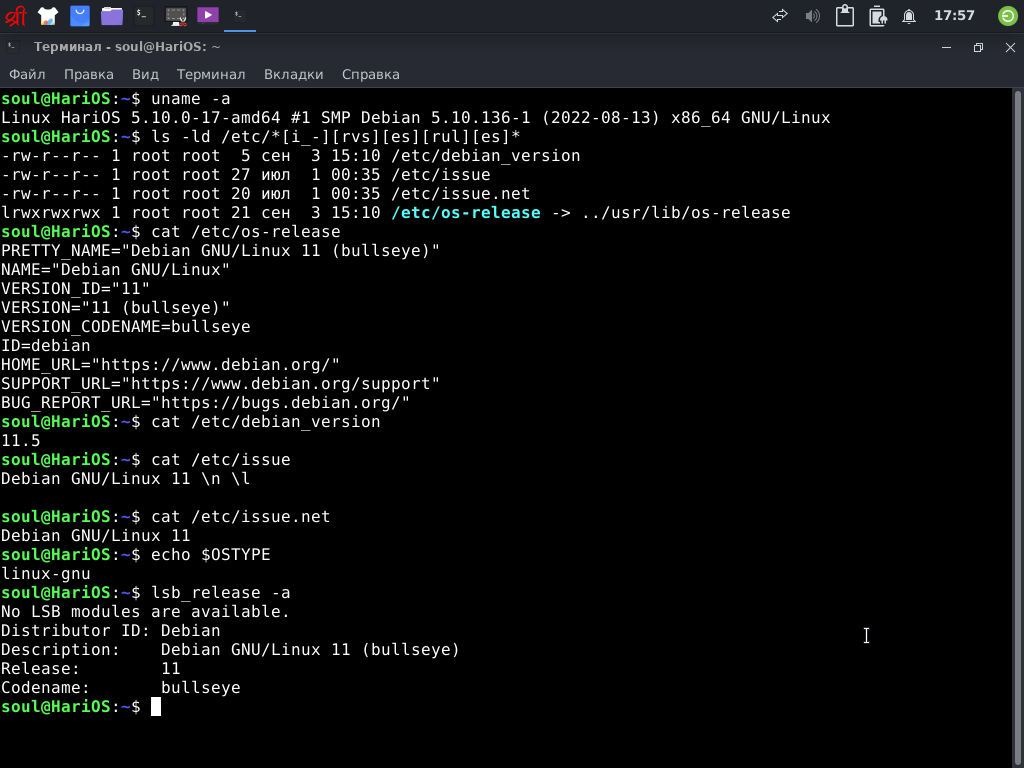 श्री
17:57
Терминал - soul@HariOS: ~
Файл Правка Вид Терминал Вкладки Справка
soul@HariOS:~$ uname -a
Linux HariOS 5.10.0-17-amd64 #1 SMP Debian 5.10.136-1 (2022-08-13) x86_64 GNU/Linux
soul@HariOS:~$ ls -ld /etc/*[i_-][rvs][es][rul][es]*
-rw-r--r-- 1 root root  5 сен  3 15:10 /etc/debian_version
-rw-r--r-- 1 root root 27 июл  1 00:35 /etc/issue
-rw-r--r-- 1 root root 20 июл  1 00:35 /etc/issue.net
lrwxrwxrwx 1 root root 21 сен  3 15:10 /etc/os-release -> ../usr/lib/os-release
soul@HariOS:~$ cat /etc/os-release
PRETTY_NAME="Debian GNU/Linux 11 (bullseye)"
NAME="Debian GNU/Linux"
VERSION_ID="11"
VERSION="11 (bullseye)"
VERSION_CODENAME=bullseye
ID=debian
HOME_URL="https://www.debian.org/"
SUPPORT_URL="https://www.debian.org/support"
BUG_REPORT_URL="https://bugs.debian.org/"
soul@HariOS:~$ cat /etc/debian_version
11.5
soul@HariOS:~$ cat /etc/issue
Debian GNU/Linux 11 \n \l
soul@HariOS:~$ cat /etc/issue.net
Debian GNU/Linux 11
soul@HariOS:~$ echo $OSTYPE
linux-gnu
soul@HariOS:~$ lsb_release -a
No LSB modules are available.
Distributor ID: Debian
Description:    Debian GNU/Linux 11 (bullseye)
Release:        11
Codename:       bullseye
soul@HariOS:~$